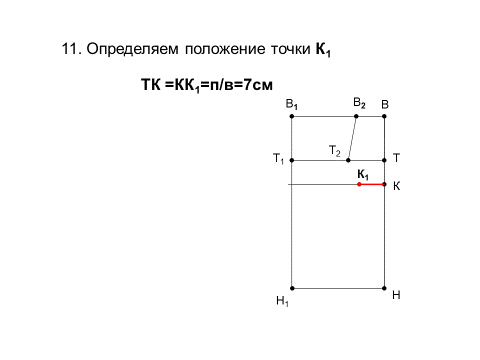 11. Определяем положение точки К1
ТК =КК1=п/в=7см
В1 В2 В
Т1 Т2 Т
К1 К
Н1 Н